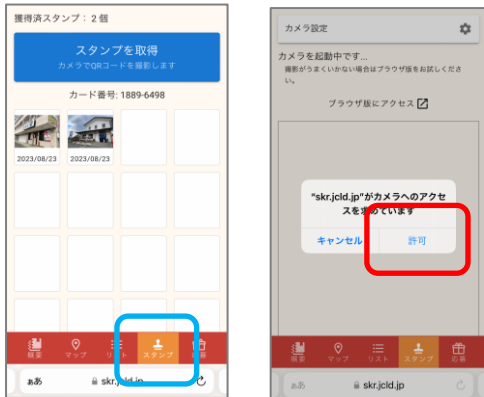 獲得済スタンプ：2個
スタンプを取得
カメラでQRコードを撮影します
カード番号: 1889-6498
2023/08/23
2023/08/23
概要
マップ
リスト
スタンプ
応募
ああ
skr.jcld.jp
カメラ設定
カメラを起動中です...
撮影がうまくいかない場合はブラウザ版をお試しくださ
い。
ブラウザ版にアクセス
"skr.jcld.jp"がカメラへのアクセ
スを求めています
キャンセル
許可
概要
マップ
リスト
スタンプ
応募
ああ
skr.jcld.jp